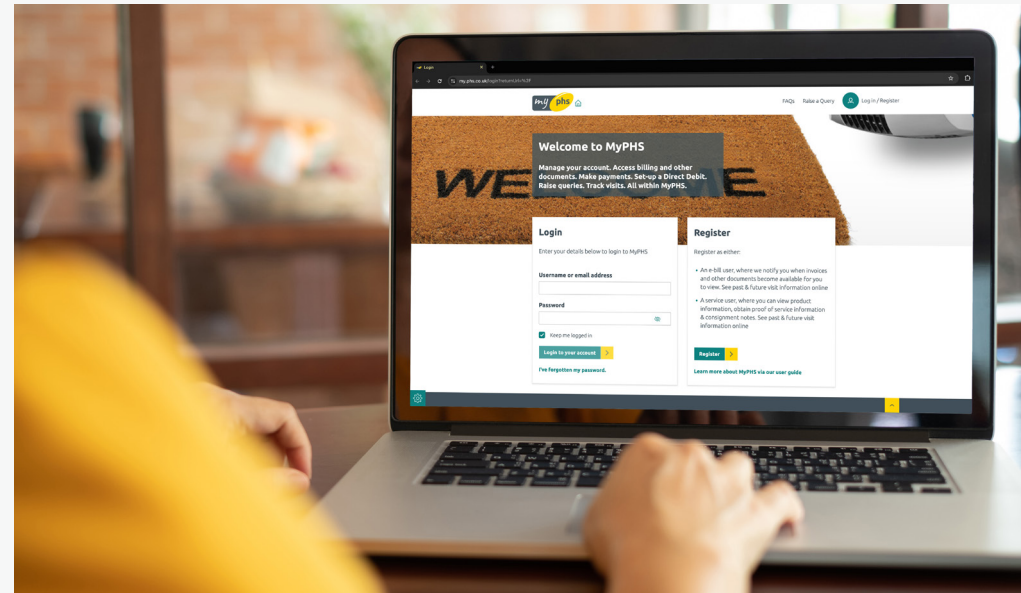 Login
my.phs.co.uk/login?returnUrl=%2F
my phs
FAQs Raise a Query Log in / Register
WELCOME
Welcome to MyPHS
Manage your account. Access billing and other
documents. Make payments. Set-up a Direct Debit.
Raise queries. Track visits. All within MyPHS.
Login
Enter your details below to login to MyPHS
Username or email address
Password
Keep me logged in
Login to your account
I've forgotten my password.
Register
Register as either:
• An e-bill user, where we notify you when invoices
and other documents become available for you
to view. See past & future visit information online
• A service user, where you can view product
information, obtain proof of service information
& consignment notes. See past & future visit
information online
Register
Learn more about MyPHS via our user guide